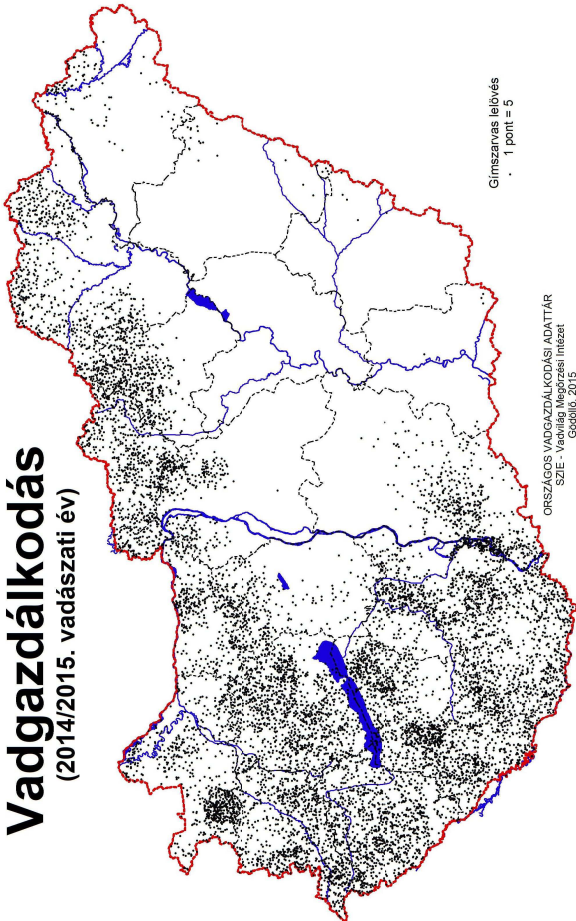 Vadgazdálkodás
(2014/2015. vadászati év)
Gímszarvas lelövés
. 1 pont = 5
ORSZÁGOS VADGAZDÁLKODÁSI ADATTÁR
SZIE - Vadvilág Megőrzési Intézet
Gödöllő, 2015